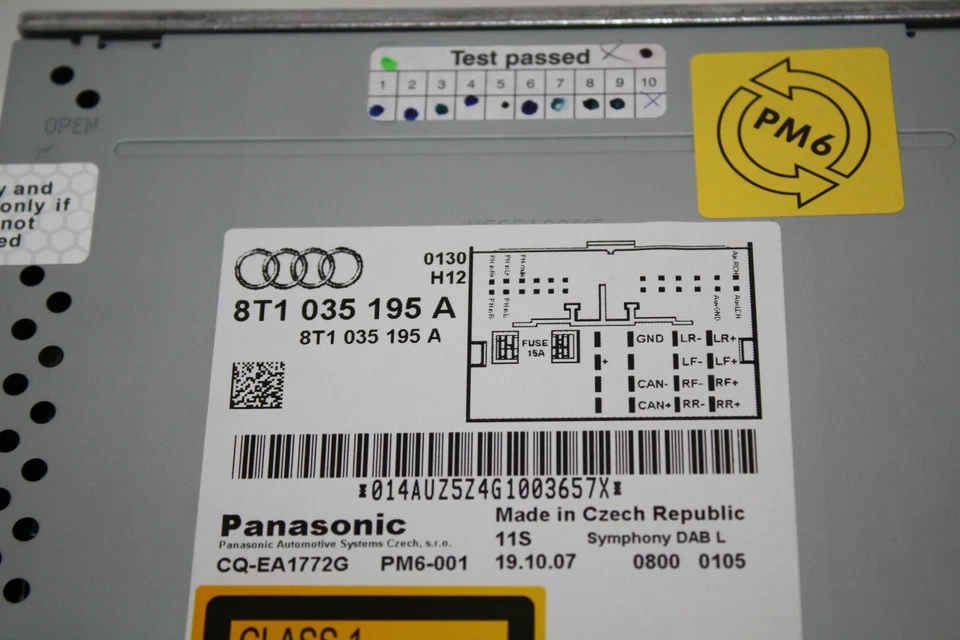 Test passed
1 2 3 4 5 6 7 8 9 10
OPEN
PM6
y and
only if
not
ed
0130
H12
8T1 035 195 A
8T1 035 195 A
FUSE
15A
+
GND LR- LR+
LF- LF+
CAN- RF- RF+
CAN+ RR- RR+
*014AUZ5Z4G1003657X*
Panasonic
Panasonic Automotive Systems Czech, s.r.o.
CQ-EA1772G PM6-001
Made in Czech Republic
11S Symphony DAB L
19.10.07 0800 0105
CLASS 1